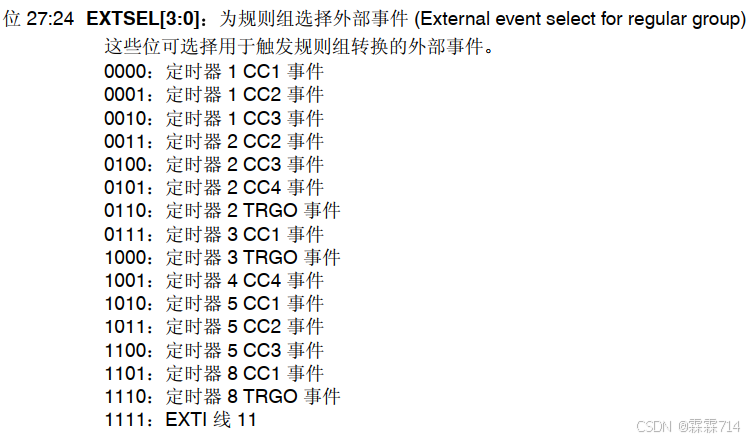 位 27:24 EXTSEL[3:0]：为规则组选择外部事件 (External event select for regular group)
这些位可选择用于触发规则组转换的外部事件。
0000：定时器 1 CC1 事件
0001：定时器 1 CC2 事件
0010：定时器 1 CC3 事件
0011：定时器 2 CC2 事件
0100：定时器 2 CC3 事件
0101：定时器 2 CC4 事件
0110：定时器 2 TRGO 事件
0111：定时器 3 CC1 事件
1000：定时器 3 TRGO 事件
1001：定时器 4 CC4 事件
1010：定时器 5 CC1 事件
1011：定时器 5 CC2 事件
1100：定时器 5 CC3 事件
1101：定时器 8 CC1 事件
1110：定时器 8 TRGO 事件
1111：EXTI 线 11
CSDN @霖霖714